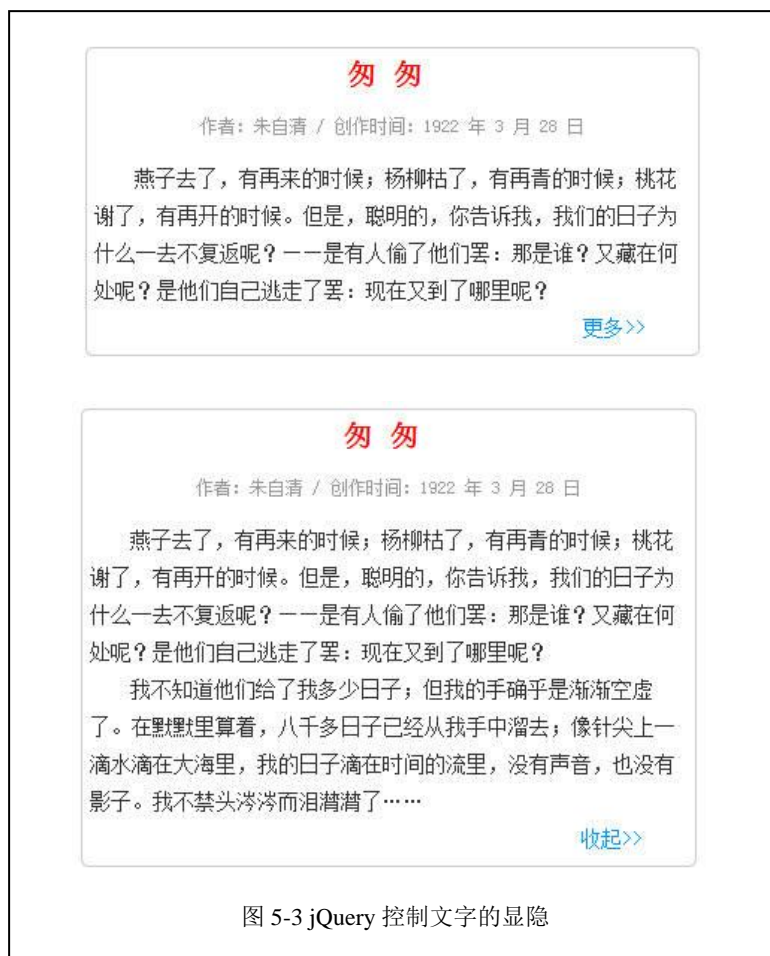 匆 匆
作者：朱自清 / 创作时间：1922 年 3 月 28 日
燕子去了，有再来的时候；杨柳枯了，有再青的时候；桃花
谢了，有再开的时候。但是，聪明的，你告诉我，我们的日子为
什么一去不复返呢？——是有人偷了他们罢：那是谁？又藏在何
处呢？是他们自己逃走了罢：现在又到了哪里呢？
更多>>
匆 匆
作者：朱自清 / 创作时间：1922 年 3 月 28 日
燕子去了，有再来的时候；杨柳枯了，有再青的时候；桃花
谢了，有再开的时候。但是，聪明的，你告诉我，我们的日子为
什么一去不复返呢？——是有人偷了他们罢：那是谁？又藏在何
处呢？是他们自己逃走了罢：现在又到了哪里呢？
我不知道他们给了我多少日子；但我的手确乎是渐渐空虚
了。在默默里算着，八千多日子已经从我手中溜去；像针尖上一
滴水滴在大海里，我的日子滴在时间的流里，没有声音，也没有
影子。我不禁头涔涔而泪潸潸了……
收起>>
图 5-3 jQuery 控制文字的显隐